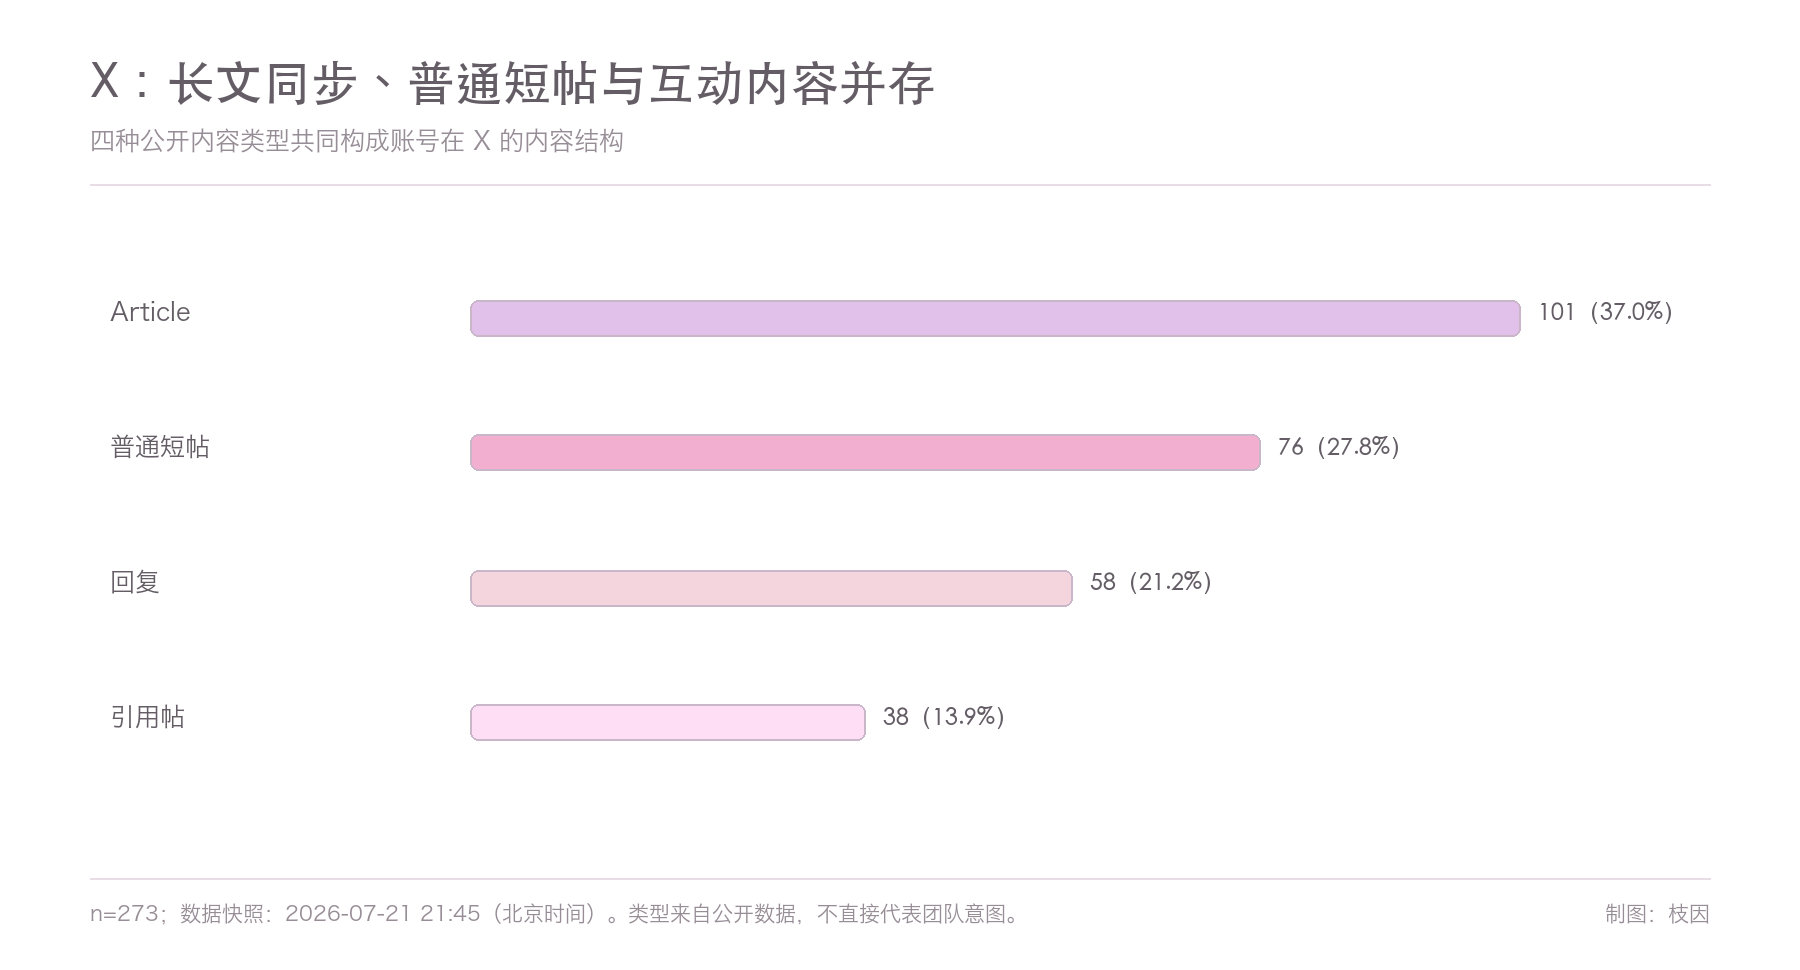 X：长文同步、普通短帖与互动内容并存
四种公开内容类型共同构成账号在 X 的内容结构
Article 101（37.0%）
普通短帖 76（27.8%）
回复 58（21.2%）
引用帖 38（13.9%）
n=273；数据快照：2026-07-21 21:45（北京时间）。类型来自公开数据，不直接代表团队意图。 制图：枝因